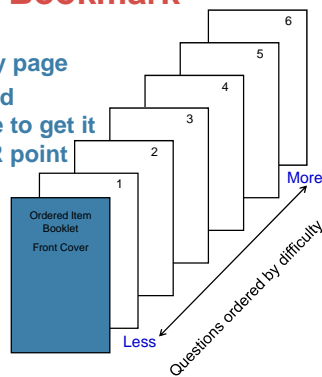 Bookmark
y page
d
e to get it
R point
6
5
4
3
2
1
Ordered Item
Booklet
Front Cover
More
Less
Questions ordered by difficulty